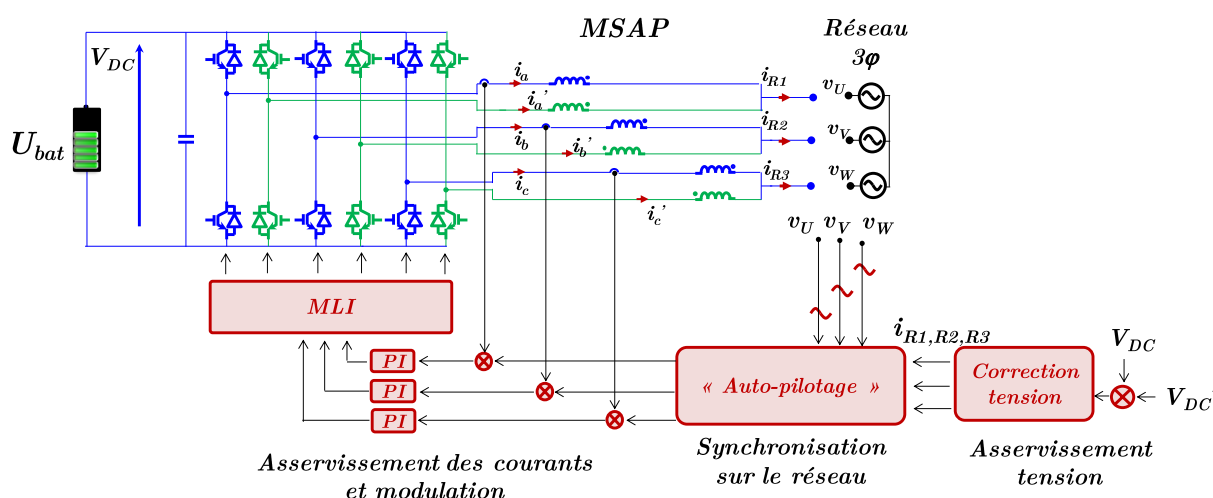 MSAP
Réseau
3φ
V_DC
U_bat
i_a
i_a'
i_R1
v_U
i_b
i_b'
i_R2
v_V
i_c
i_c'
i_R3
v_W
v_U v_V v_W
MLI
i_R1,R2,R3
V_DC
PI
PI
PI
« Auto-pilotage »
Correction
tension
V_DC
Asservissement des courants
et modulation
Synchronisation
sur le réseau
Asservissement
tension